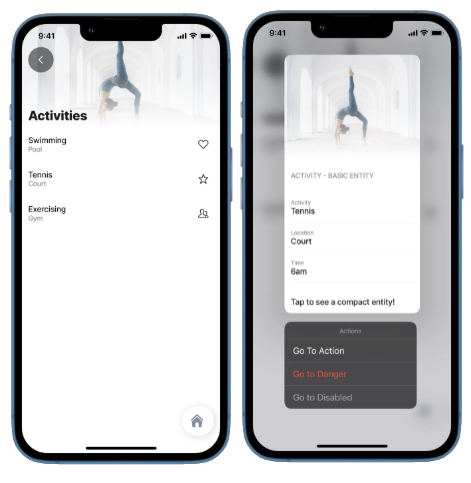 9:41
Activities
Swimming
Pool
Tennis
Court
Exercising
Gym
9:41
ACTIVITY - BASIC ENTITY
Activity
Tennis
Location
Court
Time
6am
Tap to see a compact entity!
Actions
Go To Action
Go to Danger
Go to Disabled